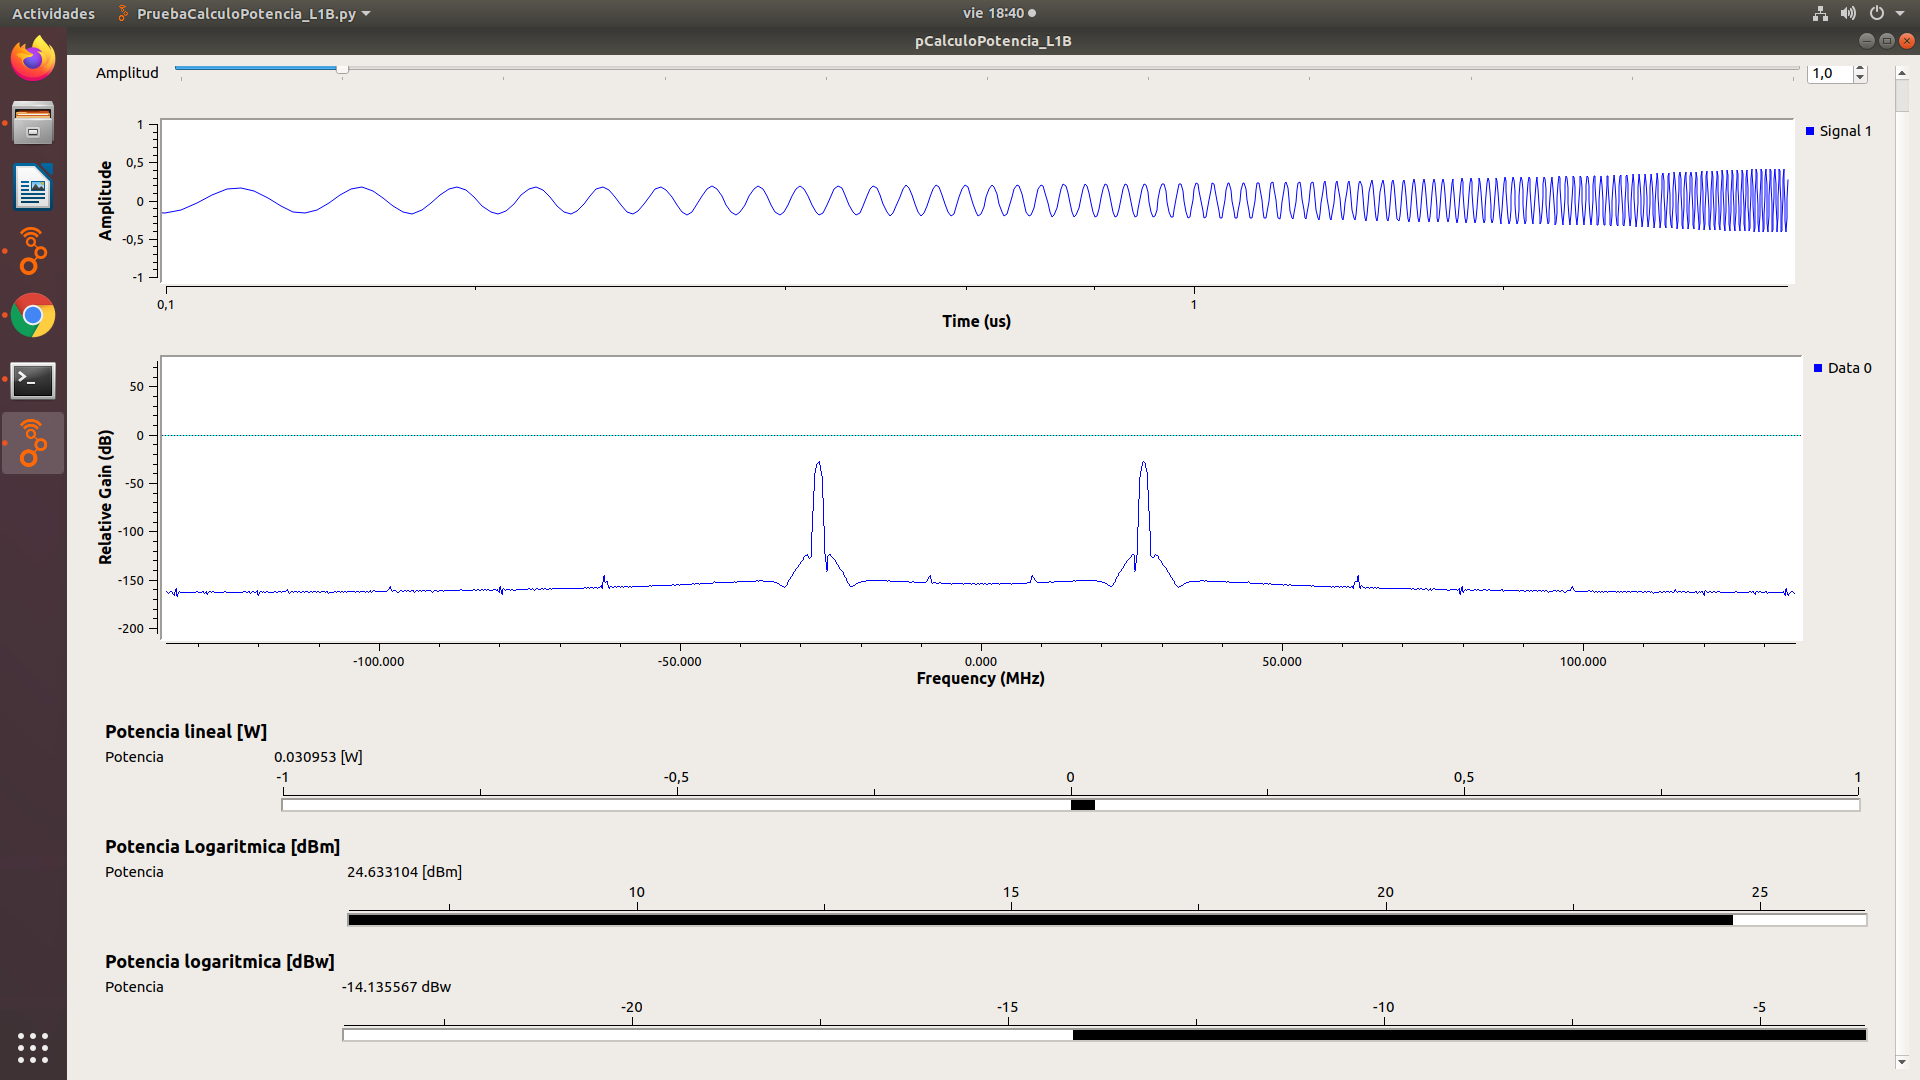 Actividades PruebaCalculoPotencia_L1B.py vie 18:40
pCalculoPotencia_L1B
Amplitud 1,0
1
0,5
0
-0,5
-1
Amplitude
Signal 1
0,1 1
Time (us)
50
0
-50
-100
-150
-200
Relative Gain (dB)
Data 0
-100.000 -50.000 0.000 50.000 100.000
Frequency (MHz)
Potencia lineal [W]
Potencia 0.030953 [W]
-1 -0,5 0 0,5 1
Potencia Logaritmica [dBm]
Potencia 24.633104 [dBm]
10 15 20 25
Potencia logaritmica [dBw]
Potencia -14.135567 dBw
-20 -15 -10 -5